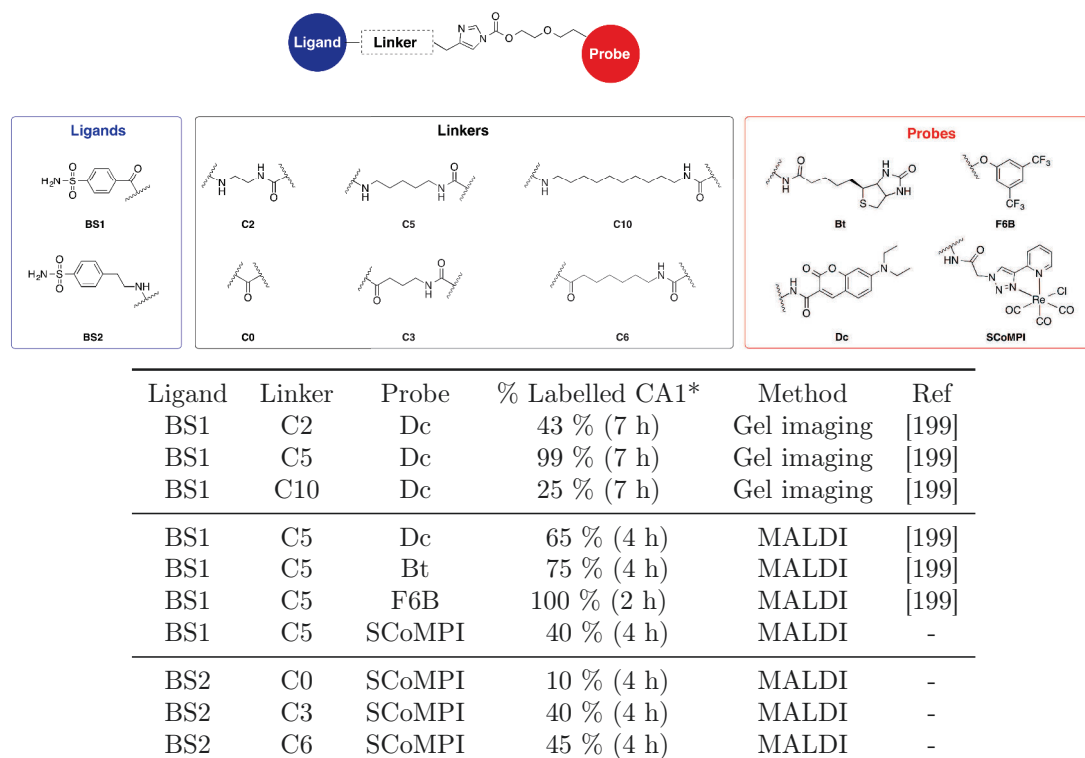 Ligand Linker Probe
Ligands
Linkers
Probes
BS1
C2
C5
C10
Bt
F6B
BS2
C0
C3
C6
Dc
SCoMPI
Ligand Linker Probe % Labelled CA1* Method Ref
BS1 C2 Dc 43 % (7 h) Gel imaging [199]
BS1 C5 Dc 99 % (7 h) Gel imaging [199]
BS1 C10 Dc 25 % (7 h) Gel imaging [199]
BS1 C5 Dc 65 % (4 h) MALDI [199]
BS1 C5 Bt 75 % (4 h) MALDI [199]
BS1 C5 F6B 100 % (2 h) MALDI [199]
BS1 C5 SCoMPI 40 % (4 h) MALDI -
BS2 C0 SCoMPI 10 % (4 h) MALDI -
BS2 C3 SCoMPI 40 % (4 h) MALDI -
BS2 C6 SCoMPI 45 % (4 h) MALDI -